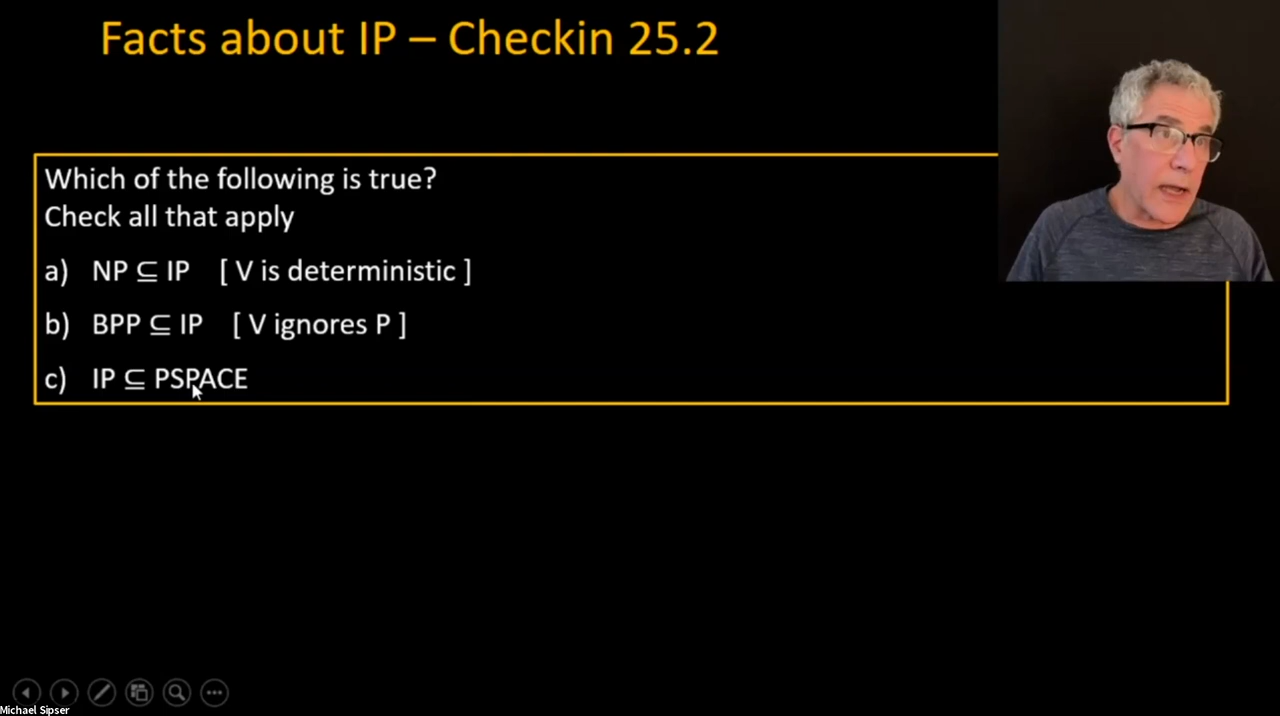 Facts about IP – Checkin 25.2
Which of the following is true?
Check all that apply
a) NP ⊆ IP [ V is deterministic ]
b) BPP ⊆ IP [ V ignores P ]
c) IP ⊆ PSPACE
Michael Sipser